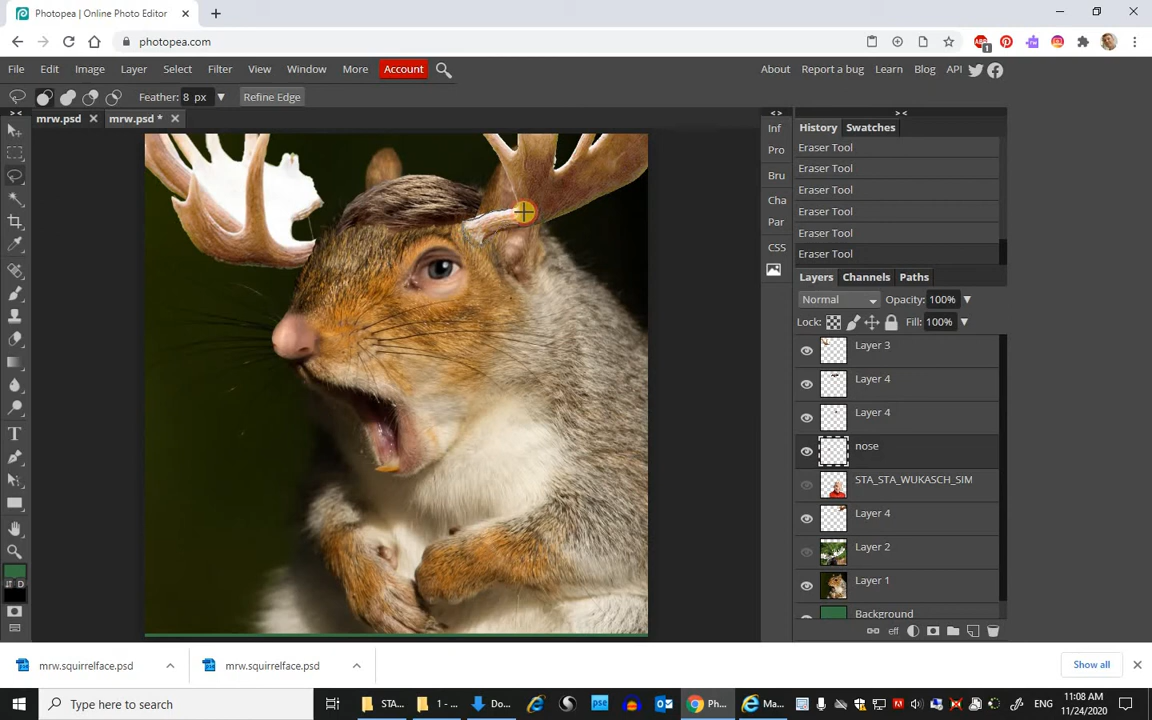 Photopea | Online Photo Editor
photopea.com
1
File Edit Image Layer Select Filter View Window More Account
About Report a bug Learn Blog API
Feather: 8 px Refine Edge
mrw.psd mrw.psd *
Inf
Pro
Bru
Cha
Par
CSS
History Swatches
Eraser Tool
Eraser Tool
Eraser Tool
Eraser Tool
Eraser Tool
Eraser Tool
Layers Channels Paths
Normal Opacity: 100%
Lock: Fill: 100%
Layer 3
Layer 4
Layer 4
nose
STA_STA_WUKASCH_SIM
Layer 4
Layer 2
Layer 1
Background
eff
D
mrw.squirrelface.psd mrw.squirrelface.psd Show all
Type here to search
STA... 1 - ... Do... Ph... Ma...
ENG
11:08 AM
11/24/2020